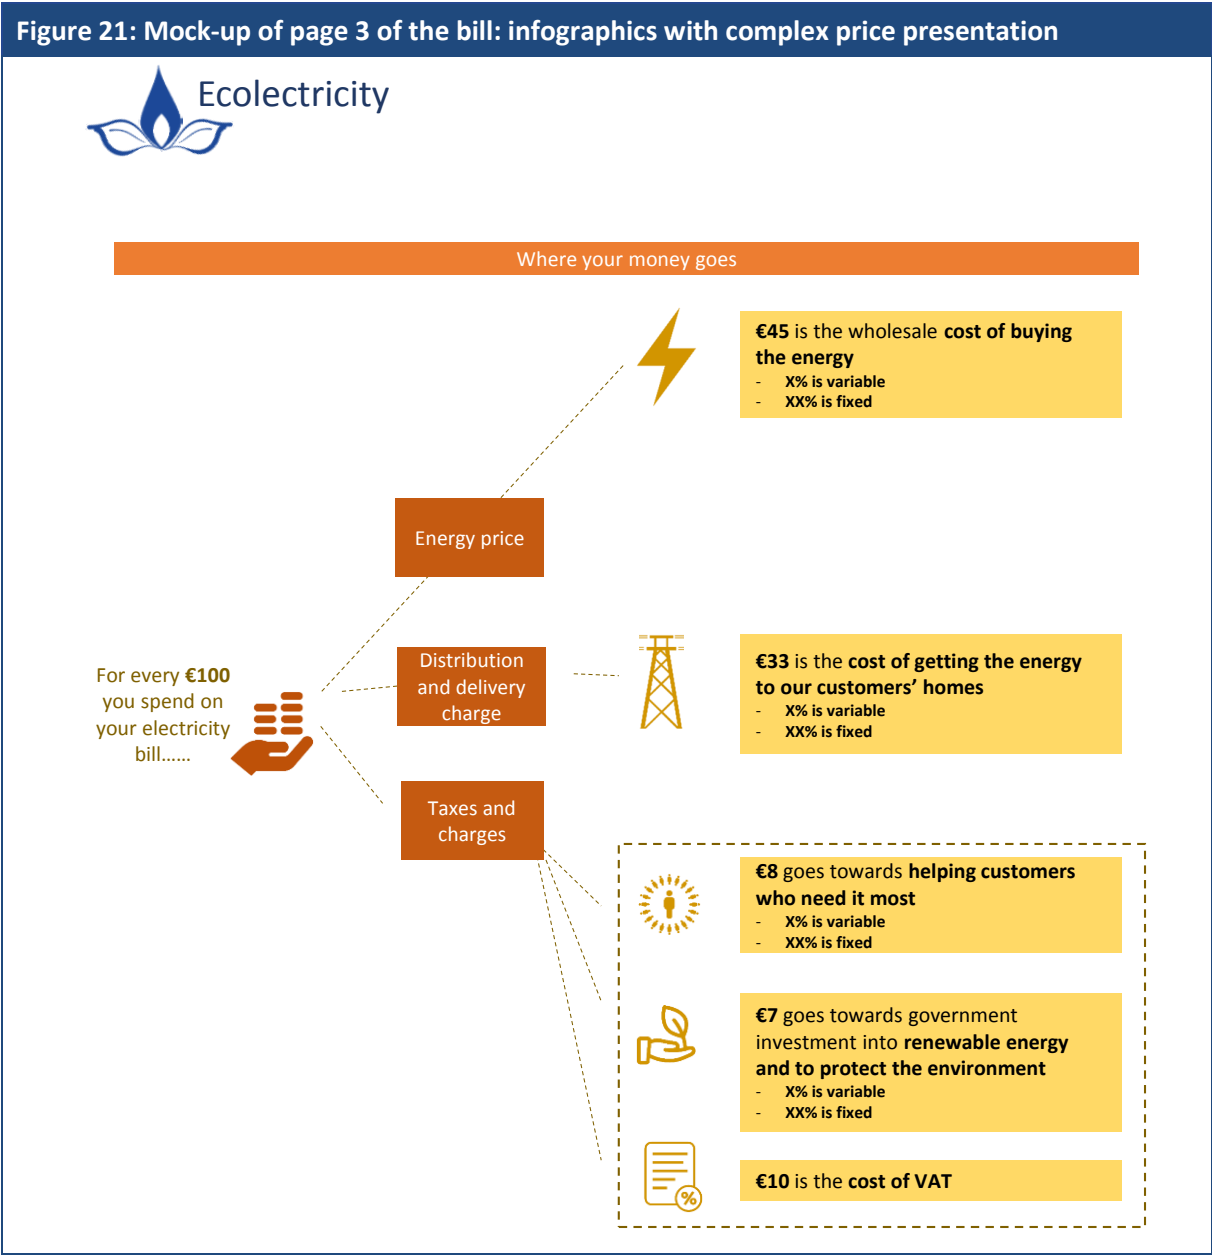 Figure 21: Mock-up of page 3 of the bill: infographics with complex price presentation
Ecolectricity
Where your money goes
€45 is the wholesale cost of buying
the energy
- X% is variable
- XX% is fixed
Energy price
For every €100
you spend on
your electricity
bill......
Distribution
and delivery
charge
€33 is the cost of getting the energy
to our customers’ homes
- X% is variable
- XX% is fixed
Taxes and
charges
€8 goes towards helping customers
who need it most
- X% is variable
- XX% is fixed
€7 goes towards government
investment into renewable energy
and to protect the environment
- X% is variable
- XX% is fixed
%
€10 is the cost of VAT